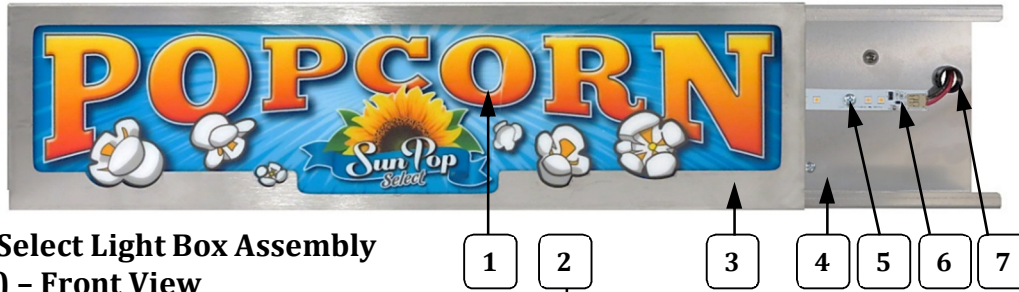 POPCORN
Sun Pop
Select
Select Light Box Assembly
) – Front View
1 2 3 4 5 6 7